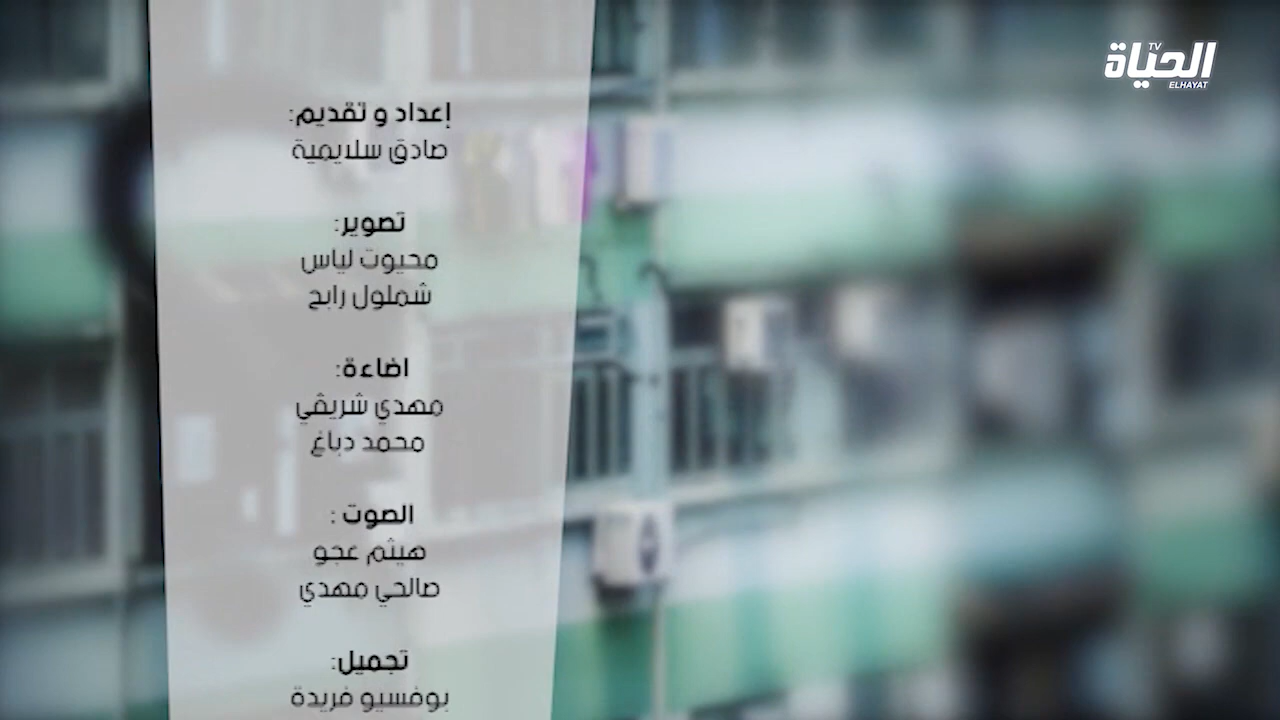 الحياة
TV
ELHAYAT
إعداد و تقديم:
صادق سلايمية
تصوير:
محيوت لياس
شملول رابح
اضاءة:
مهدي شريفي
محمد دباغ
الصوت :
هيثم عجو
صالحي مهدي
تجميل:
بوفسيو فريدة